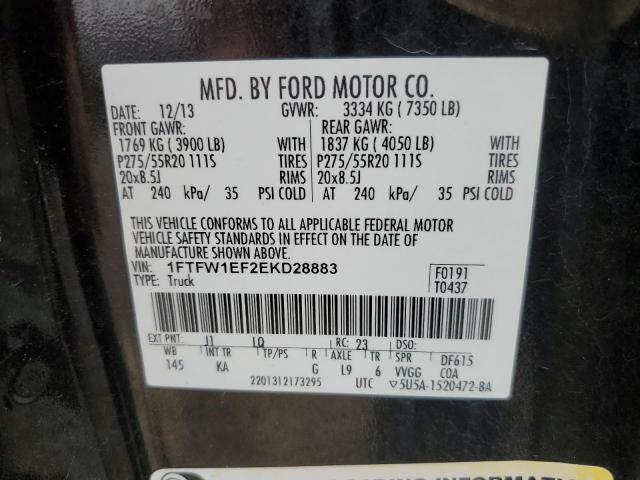 MFD. BY FORD MOTOR CO.
DATE: 12/13 GVWR: 3334 KG ( 7350 LB)
FRONT GAWR: REAR GAWR:
1769 KG ( 3900 LB) WITH 1837 KG ( 4050 LB) WITH
P275/55R20 111S TIRES P275/55R20 111S TIRES
20x8.5J RIMS 20x8.5J RIMS
AT 240 kPa/ 35 PSI COLD AT 240 kPa/ 35 PSI COLD
THIS VEHICLE CONFORMS TO ALL APPLICABLE FEDERAL MOTOR
VEHICLE SAFETY STANDARDS IN EFFECT ON THE DATE OF
MANUFACTURE SHOWN ABOVE.
VIN: 1FTFW1EF2EKD28883 F0191
TYPE: Truck T0437
EXT PNT: J1 LQ RC: 23 DSO:
WB INT TR TP/PS R AXLE TR SPR DF615
145 KA G L9 6 VVGG COA
2201312173295 UTC ▽5U5A-1520472-BA
INFORMATION